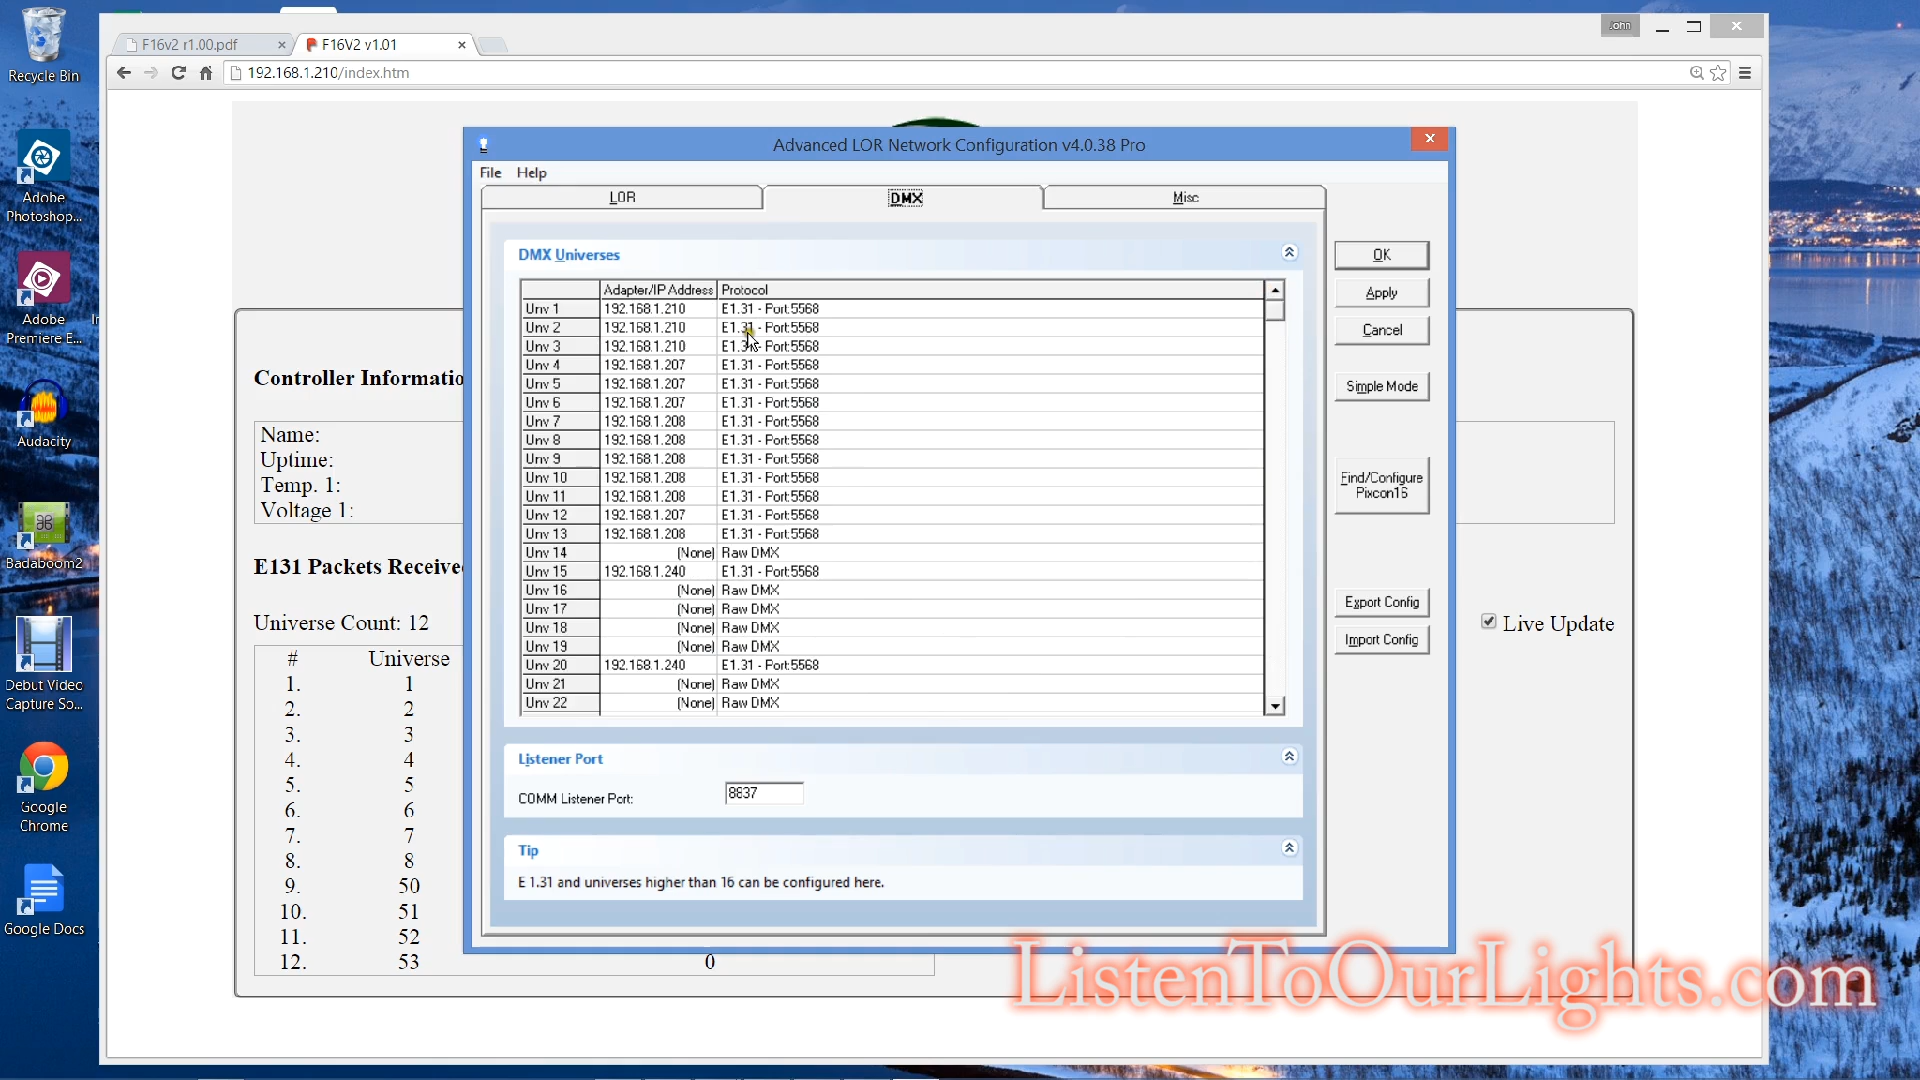 John
F16v2 r1.00.pdf
F16V2 v1.01
192.168.1.210/index.htm
Recycle Bin
Adobe
Photoshop...
Adobe
Premiere E...
Audacity
Badaboom2
Debut Video
Capture So...
Google
Chrome
Google Docs
Controller Informatio
Name:
Uptime:
Temp. 1:
Voltage 1:
E131 Packets Receive
Universe Count: 12
# Universe
1. 1
2. 2
3. 3
4. 4
5. 5
6. 6
7. 7
8. 8
9. 50
10. 51
11. 52
12. 53 0
Live Update
Advanced LOR Network Configuration v4.0.38 Pro
File Help
LOR DMX Misc
DMX Universes
Adapter/IP Address Protocol
Unv 1 192.168.1.210 E1.31 - Port:5568
Unv 2 192.168.1.210 E1.31 - Port:5568
Unv 3 192.168.1.210 E1.31 - Port:5568
Unv 4 192.168.1.207 E1.31 - Port:5568
Unv 5 192.168.1.207 E1.31 - Port:5568
Unv 6 192.168.1.207 E1.31 - Port:5568
Unv 7 192.168.1.208 E1.31 - Port:5568
Unv 8 192.168.1.208 E1.31 - Port:5568
Unv 9 192.168.1.208 E1.31 - Port:5568
Unv 10 192.168.1.208 E1.31 - Port:5568
Unv 11 192.168.1.208 E1.31 - Port:5568
Unv 12 192.168.1.207 E1.31 - Port:5568
Unv 13 192.168.1.208 E1.31 - Port:5568
Unv 14 (None) Raw DMX
Unv 15 192.168.1.240 E1.31 - Port:5568
Unv 16 (None) Raw DMX
Unv 17 (None) Raw DMX
Unv 18 (None) Raw DMX
Unv 19 (None) Raw DMX
Unv 20 192.168.1.240 E1.31 - Port:5568
Unv 21 (None) Raw DMX
Unv 22 (None) Raw DMX
Listener Port
COMM Listener Port: 8837
Tip
E1.31 and universes higher than 16 can be configured here.
OK
Apply
Cancel
Simple Mode
Find/Configure
Pixcon16
Export Config
Import Config
ListenToOurLights.com